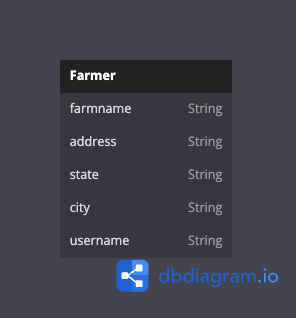 Farmer
farmname String
address String
state String
city String
username String
dbdiagram.io